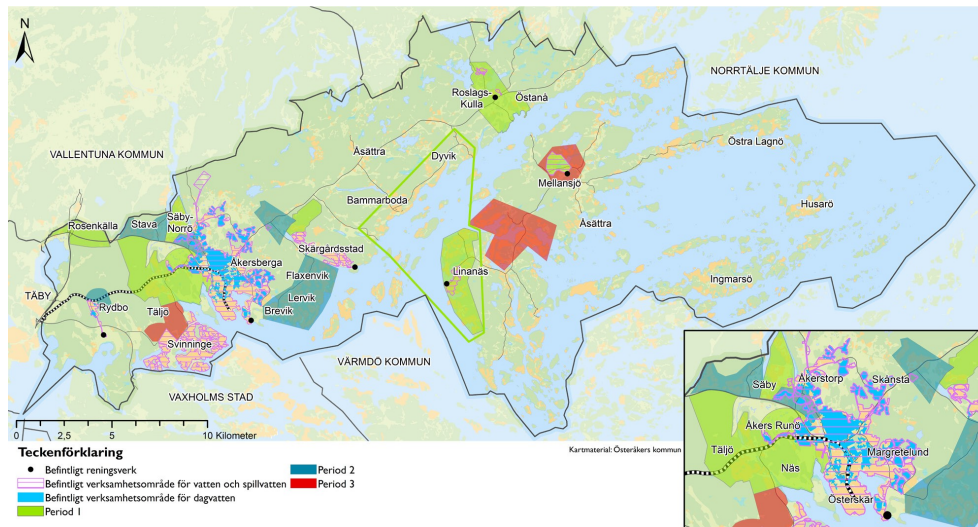 N
NORRTÄLJE KOMMUN
Roslags-
Kulla
Östanå
VALLENTUNA KOMMUN
Åsättra
Dyvik
Östra Lagnö
Mellansjö
Bammarboda
Husarö
Säby-
Norrö
Stava
Rosenkälla
Åsättra
Skärgårdsstad
Åkersberga
Linanäs
Flaxenvik
Ingmarsö
TÄBY
Lervik
Rydbo
Täljö
Brevik
Svinninge
VÄRMDÖ KOMMUN
VAXHOLMS STAD
0 2,5 5 10 Kilometer
Kartmaterial: Österåkers kommun
Teckenförklaring
Befintligt reningsverk
Befintligt verksamhetsområde för vatten och spillvatten
Befintligt verksamhetsområde för dagvatten
Period 1
Period 2
Period 3
Säby
Åkerstorp
Skånsta
Åkers Runö
Täljö
Näs
Margretelund
Österskär